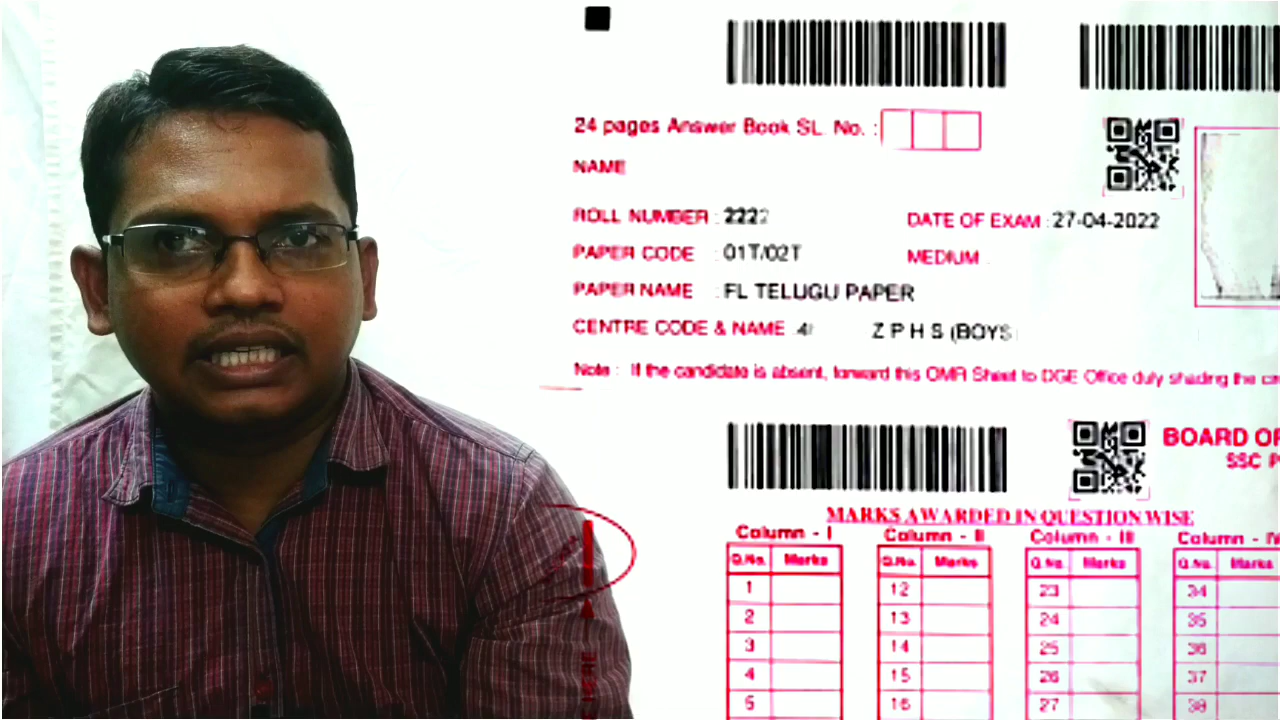 24 pages Answer Book SL. No. :
NAME
ROLL NUMBER : 2222
DATE OF EXAM : 27-04-2022
PAPER CODE : 01T/02T
MEDIUM
PAPER NAME : FL TELUGU PAPER
CENTRE CODE & NAME Z P H S (BOYS
Note : If the candidate is absent, forward this OMR Sheet to DGE Office duly shading the
BOARD OF
SSC
MARKS AWARDED IN QUESTION WISE
Column - I Column - II Column - III Column - IV
Q.No. Marks Q.No. Marks Q.No. Marks Q.No. Marks
1 12 23 34
2 13 24 35
3 14 25 36
4 15 26 37
5 16 27 38